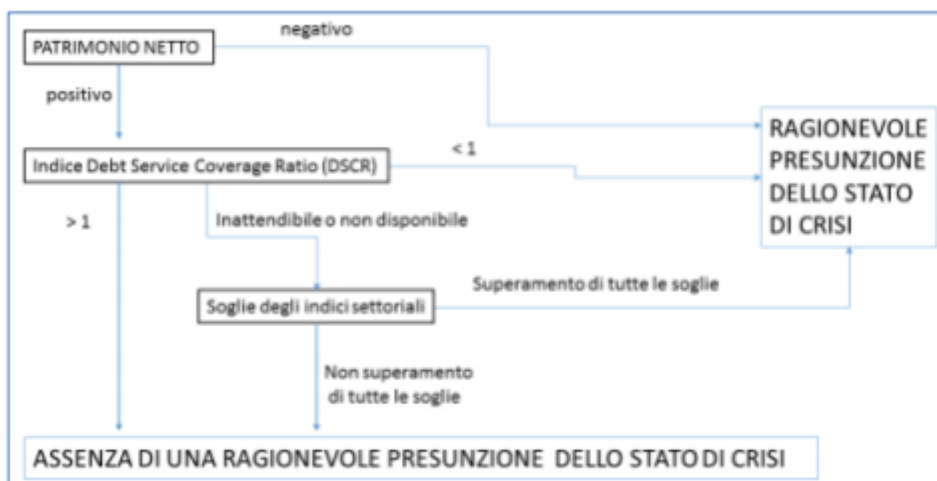 negativo
PATRIMONIO NETTO
positivo
RAGIONEVOLE
PRESUNZIONE
DELLO STATO
DI CRISI
< 1
Indice Debt Service Coverage Ratio (DSCR)
> 1
Inattendibile o non disponibile
Superamento di tutte le soglie
Soglie degli indici settoriali
Non superamento
di tutte le soglie
ASSENZA DI UNA RAGIONEVOLE PRESUNZIONE DELLO STATO DI CRISI